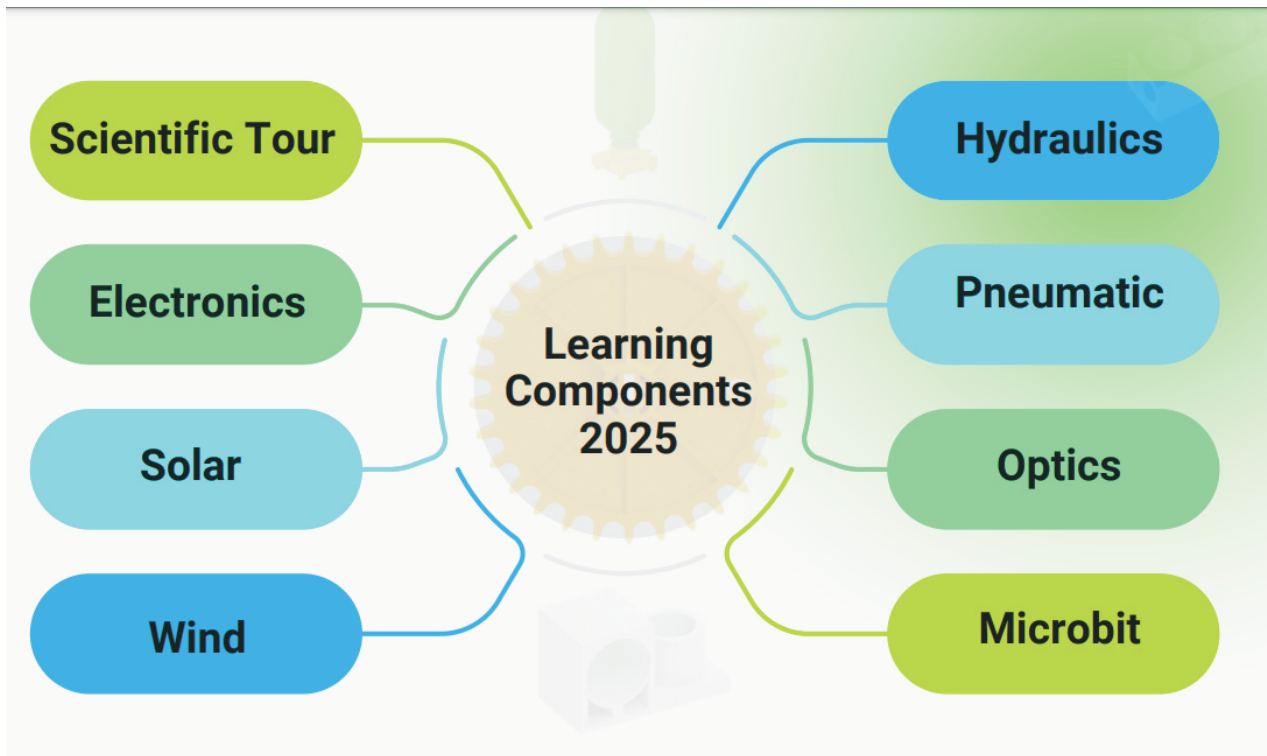 Scientific Tour
Electronics
Solar
Wind
Learning
Components
2025
Hydraulics
Pneumatic
Optics
Microbit